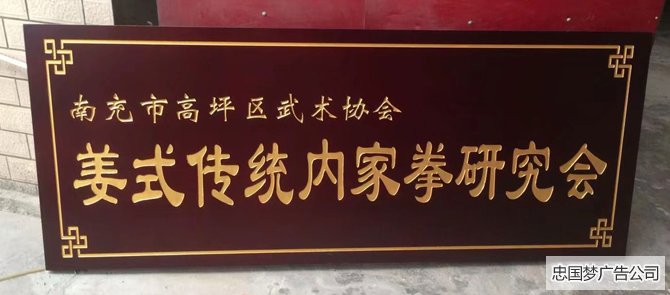 南充市高坪区武术协会
姜式传统内家拳研究会
忠国梦广告公司